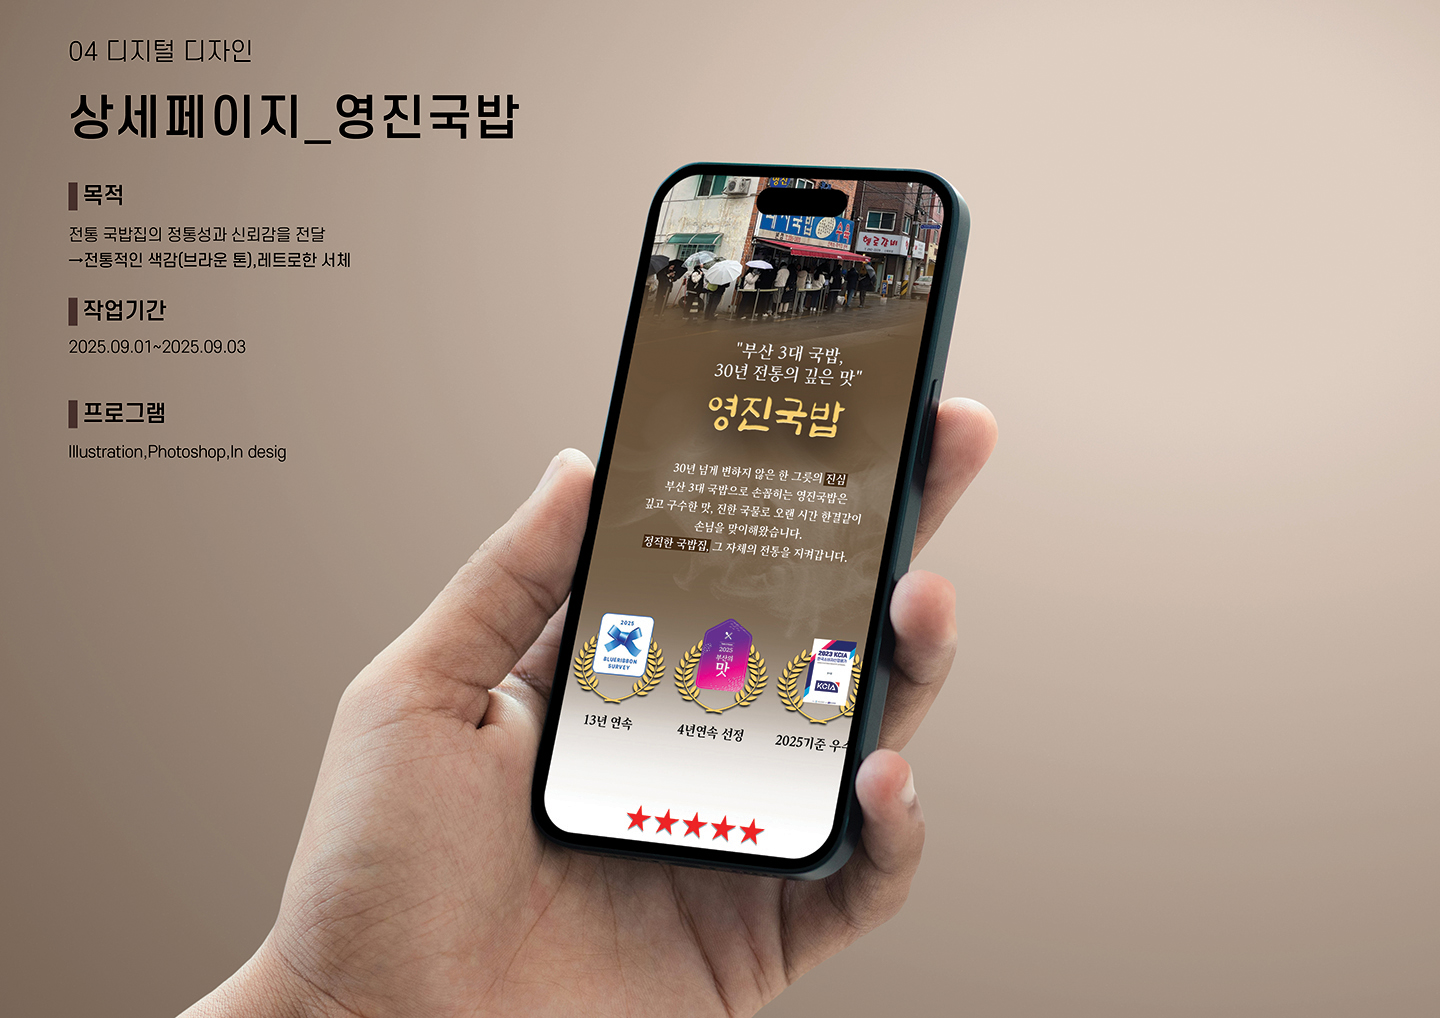 04 디지털 디자인
상세페이지_영진국밥
목적
전통 국밥집의 정통성과 신뢰감을 전달
→전통적인 색감(브라운 톤),레트로한 서체
작업기간
2025.09.01~2025.09.03
프로그램
Illustration,Photoshop,In desig
"부산 3대 국밥,
30년 전통의 깊은 맛"
영진국밥
30년 넘게 변하지 않은 한 그릇의 진심
부산 3대 국밥으로 손꼽히는 영진국밥은
깊고 구수한 맛, 진한 국물로 오랜 시간 한결같이
손님을 맞이해왔습니다.
정직한 국밥집, 그 자체의 전통을 지켜갑니다.
2025
BLUERIBBON
SURVEY
2025
부산의
맛
2023 KCIA
KCIA
13년 연속
4년연속 선정
2025기준 우수